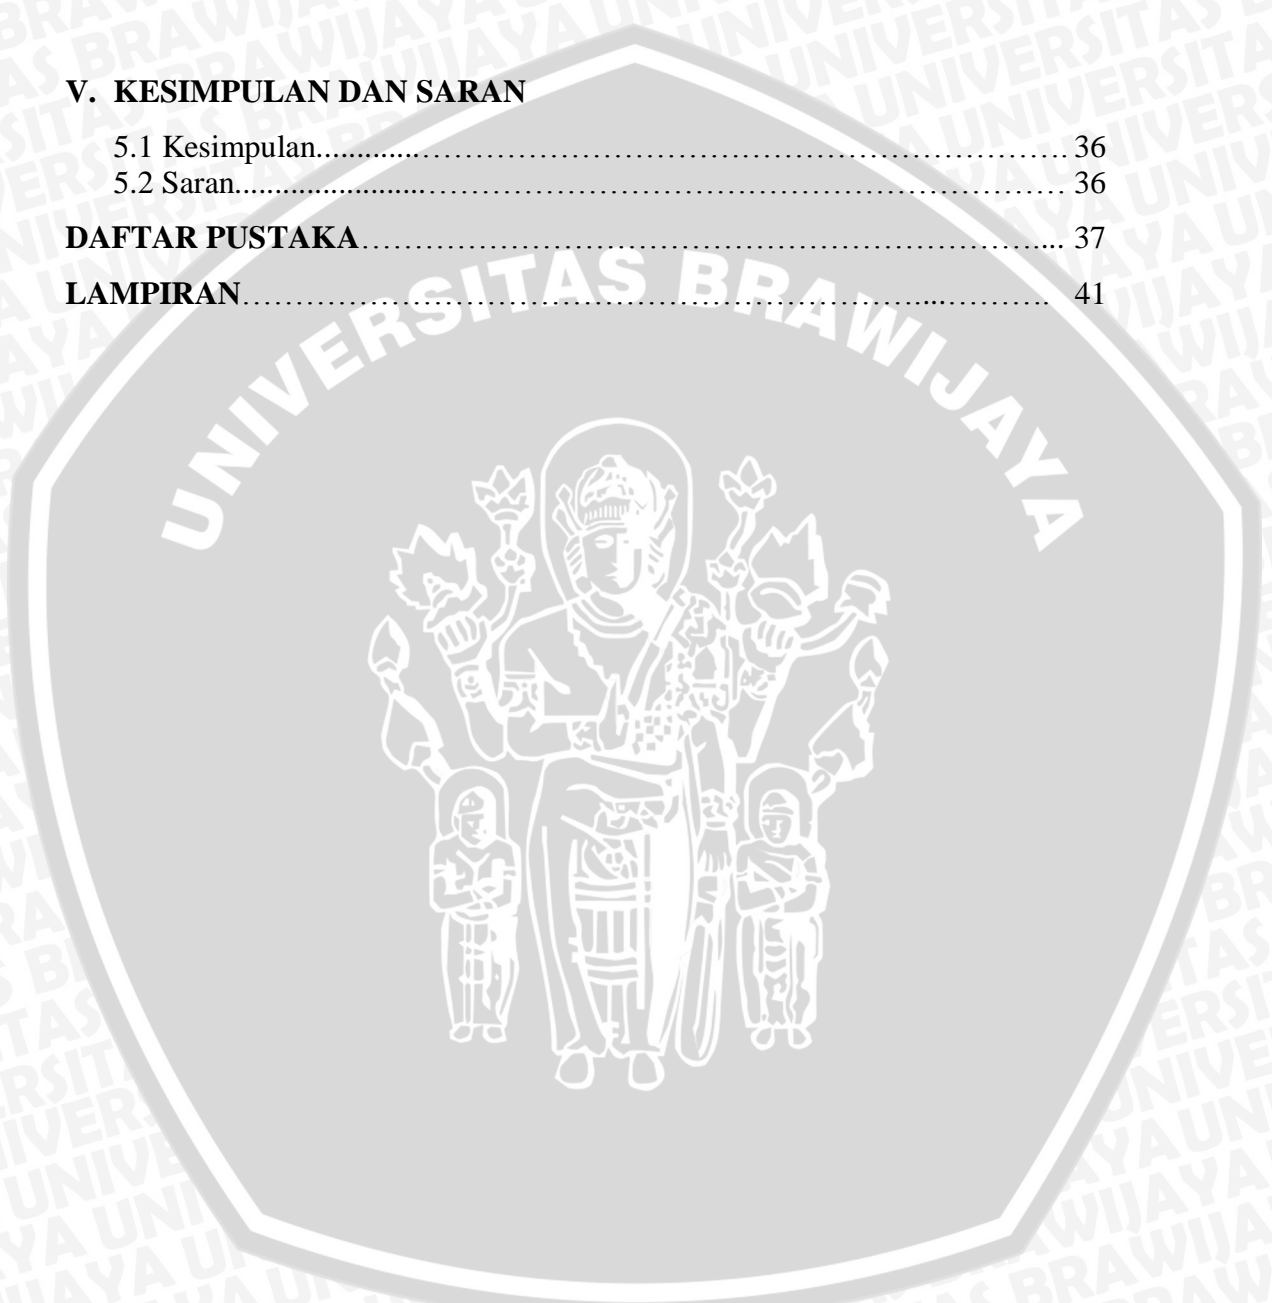 V. KESIMPULAN DAN SARAN
5.1 Kesimpulan.......................................................................... 36
5.2 Saran.................................................................................. 36
DAFTAR PUSTAKA.................................................................. 37
LAMPIRAN............................................................................... 41
UNIVERSITAS BRAWIJAYA